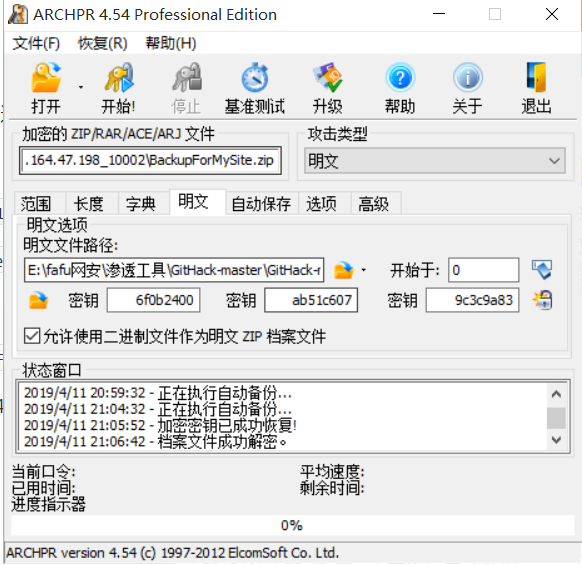 ARCHPR 4.54 Professional Edition
文件(F) 恢复(R) 帮助(H)
打开 开始! 停止 基准测试 升级 帮助 关于 退出
加密的 ZIP/RAR/ACE/ARJ 文件 攻击类型
.164.47.198_10002\BackupForMySite.zip 明文
范围 长度 字典 明文 自动保存 选项 高级
明文选项
明文文件路径:
E:\fafu网安\渗透工具\GitHack-master\GitHack-r 开始于: 0
密钥 6f0b2400 密钥 ab51c607 密钥 9c3c9a83
允许使用二进制文件作为明文 ZIP 档案文件
状态窗口
2019/4/11 20:59:32 - 正在执行自动备份...
2019/4/11 21:04:32 - 正在执行自动备份...
2019/4/11 21:05:52 - 加密密钥已成功恢复!
2019/4/11 21:06:42 - 档案文件成功解密。
当前口令: 平均速度:
已用时间: 剩余时间:
进度指示器
0%
ARCHPR version 4.54 (c) 1997-2012 ElcomSoft Co. Ltd.